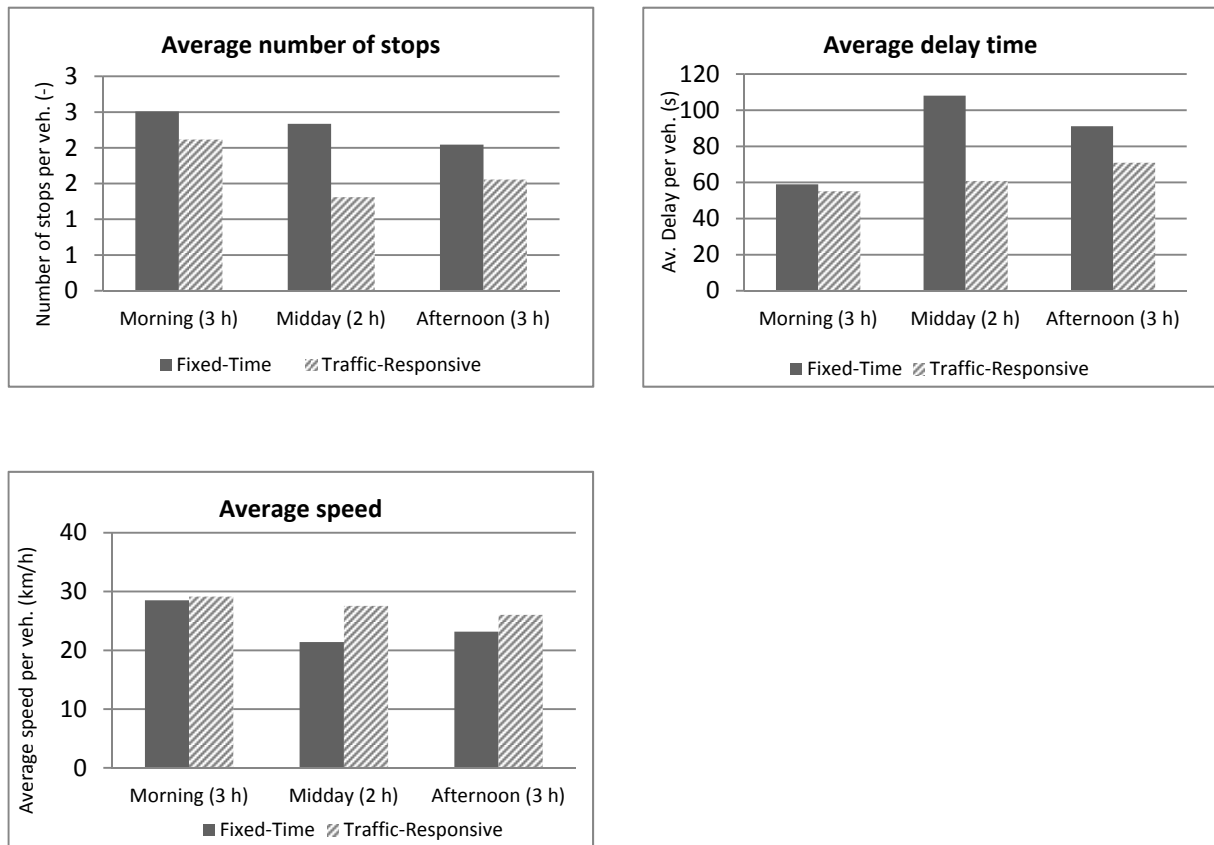 Average number of stops
Number of stops per veh. (-)
3
3
2
2
1
1
0
Morning (3 h) Midday (2 h) Afternoon (3 h)
Fixed-Time Traffic-Responsive
Average delay time
Av. Delay per veh. (s)
120
100
80
60
40
20
0
Morning (3 h) Midday (2 h) Afternoon (3 h)
Fixed-Time Traffic-Responsive
Average speed
Average speed per veh. (km/h)
40
30
20
10
0
Morning (3 h) Midday (2 h) Afternoon (3 h)
Fixed-Time Traffic-Responsive